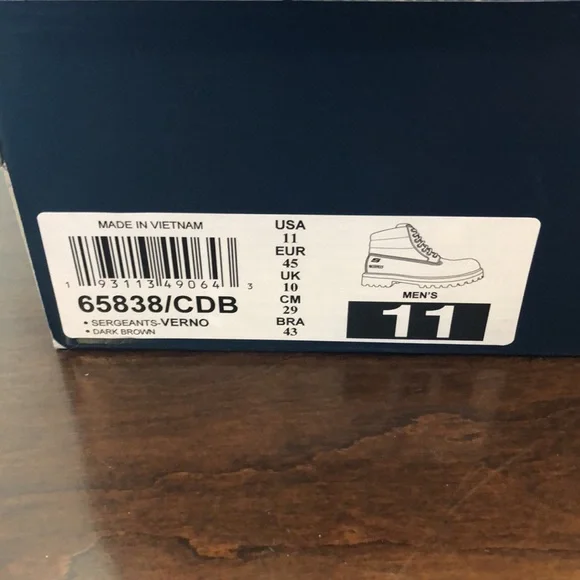 MADE IN VIETNAM
1 93113 49064 3
65838/CDB
• SERGEANTS-VERNO
• DARK BROWN
USA
11
EUR
45
UK
10
CM
29
BRA
43
S
MEN'S
11